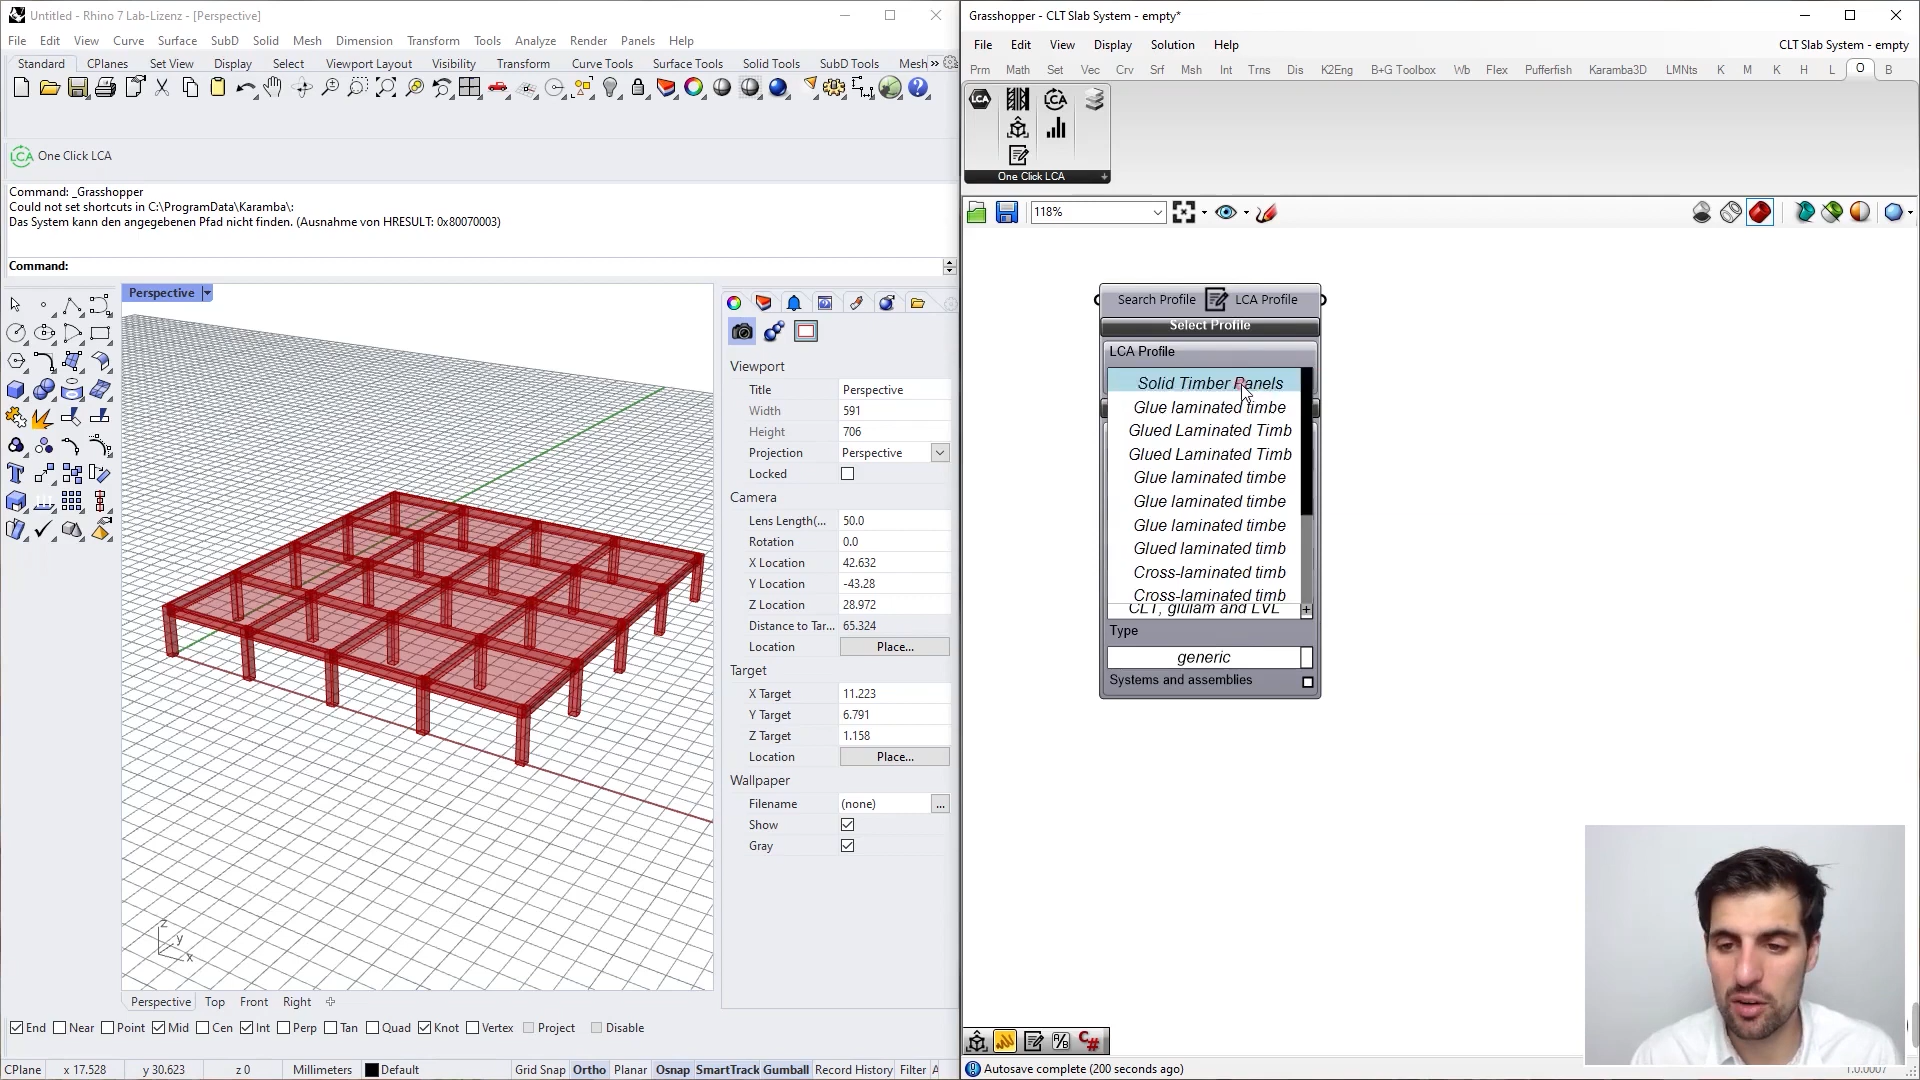 Untitled - Rhino 7 Lab-Lizenz - [Perspective]
File Edit View Curve Surface SubD Solid Mesh Dimension Transform Tools Analyze Render Panels Help
Standard CPlanes Set View Display Select Viewport Layout Visibility Transform Curve Tools Surface Tools Solid Tools SubD Tools Mesh »
LCA One Click LCA
Command: _Grasshopper
Could not set shortcuts in C:\ProgramData\Karamba\:
Das System kann den angegebenen Pfad nicht finden. (Ausnahme von HRESULT: 0x80070003)
Command:
Perspective
z
y
x
Viewport
Title Perspective
Width 591
Height 706
Projection Perspective
Locked
Camera
Lens Length(... 50.0
Rotation 0.0
X Location 42.632
Y Location -43.28
Z Location 28.972
Distance to Tar... 65.324
Location Place...
Target
X Target 11.223
Y Target 6.791
Z Target 1.158
Location Place...
Wallpaper
Filename (none) ...
Show
Gray
Perspective Top Front Right
End Near Point Mid Cen Int Perp Tan Quad Knot Vertex Project Disable
CPlane x 17.528 y 30.623 z 0 Millimeters Default Grid Snap Ortho Planar Osnap SmartTrack Gumball Record History Filter A
Grasshopper - CLT Slab System - empty*
File Edit View Display Solution Help CLT Slab System - empty
Prm Math Set Vec Crv Srf Msh Int Trns Dis K2Eng B+G Toolbox Wb Flex Pufferfish Karamba3D LMNts K M K H L O B
LCA LCA
One Click LCA
118%
Search Profile LCA Profile
Select Profile
LCA Profile
Solid Timber Panels
Glue laminated timbe
Glued Laminated Timb
Glued Laminated Timb
Glue laminated timbe
Glue laminated timbe
Glue laminated timbe
Glued laminated timb
Cross-laminated timb
Cross-laminated timb
CLT, glulam and LVL
Type
generic
Systems and assemblies
Autosave complete (200 seconds ago)
1.0.0007